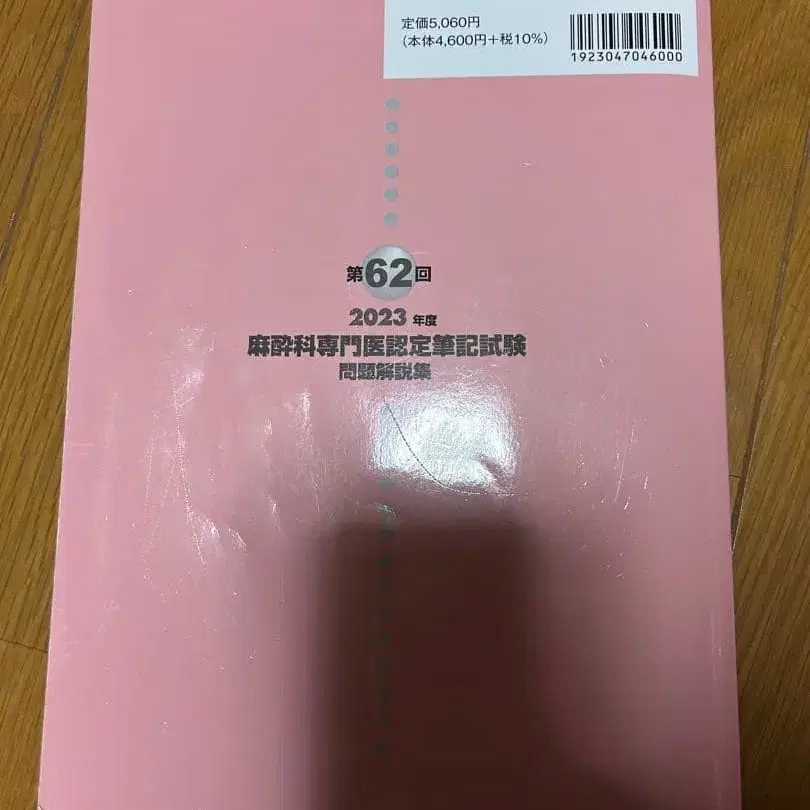 定価5,060円
(本体4,600円+税10%)
1923047046000
第62回
2023年度
麻酔科専門医認定筆記試験
問題解説集